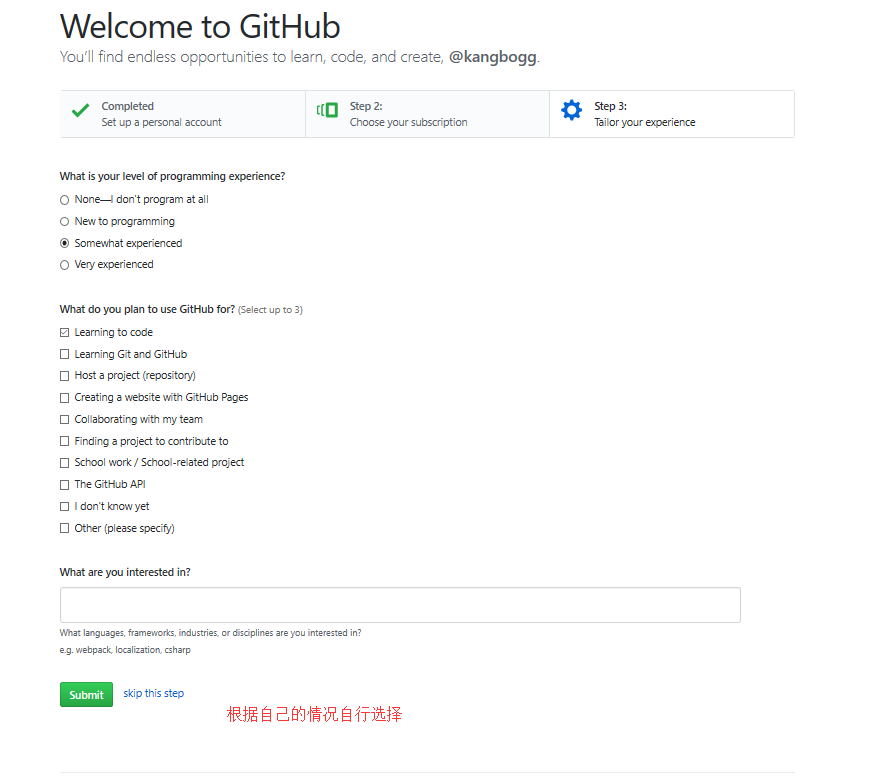 Welcome to GitHub
You'll find endless opportunities to learn, code, and create, @kangbogg.
Completed
Set up a personal account
Step 2:
Choose your subscription
Step 3:
Tailor your experience
What is your level of programming experience?
None—I don't program at all
New to programming
Somewhat experienced
Very experienced
What do you plan to use GitHub for? (Select up to 3)
Learning to code
Learning Git and GitHub
Host a project (repository)
Creating a website with GitHub Pages
Collaborating with my team
Finding a project to contribute to
School work / School-related project
The GitHub API
I don't know yet
Other (please specify)
What are you interested in?
What languages, frameworks, industries, or disciplines are you interested in?
e.g. webpack, localization, csharp
Submit skip this step
根据自己的情况自行选择